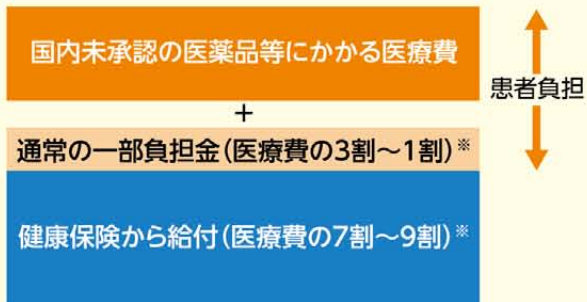 国内未承認の医薬品等にかかる医療費
患者負担
+
通常の一部負担金(医療費の3割～1割)※
健康保険から給付(医療費の7割～9割)※